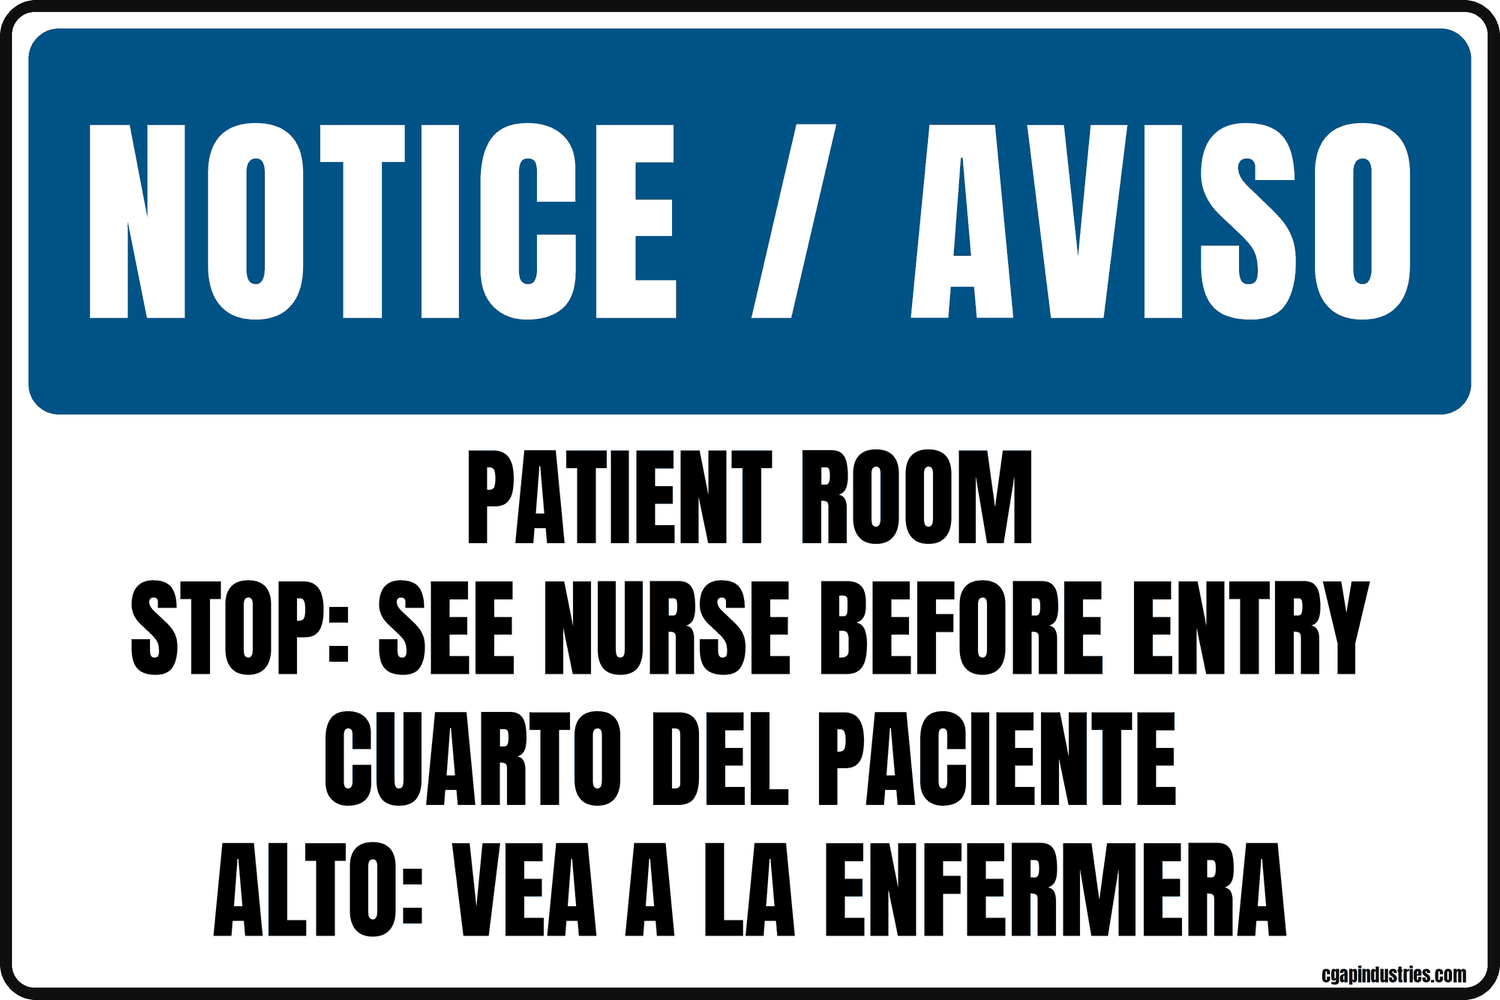 NOTICE / AVISO
PATIENT ROOM
STOP: SEE NURSE BEFORE ENTRY
CUARTO DEL PACIENTE
ALTO: VEA A LA ENFERMERA
cgapindustries.com